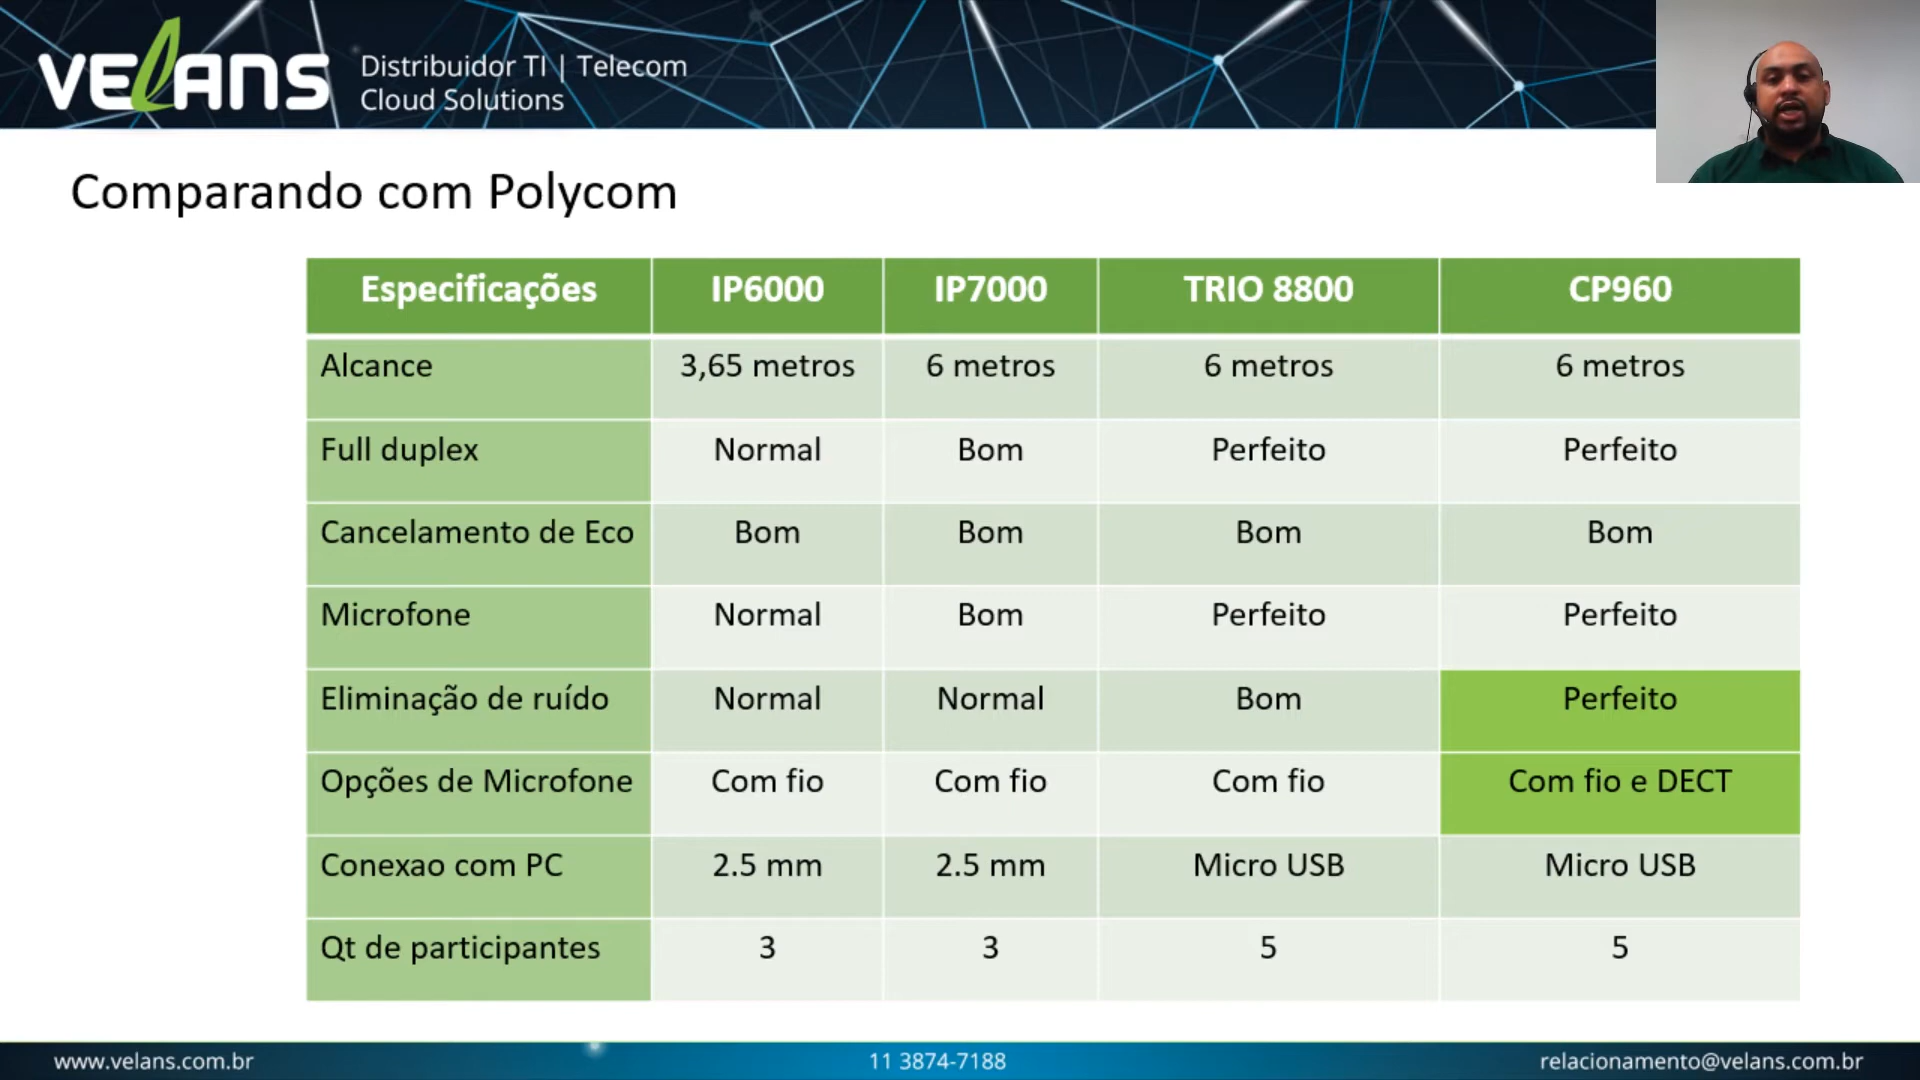 VELANS
Distribuidor TI | Telecom
Cloud Solutions
Comparando com Polycom
Especificações IP6000 IP7000 TRIO 8800 CP960
Alcance 3,65 metros 6 metros 6 metros 6 metros
Full duplex Normal Bom Perfeito Perfeito
Cancelamento de Eco Bom Bom Bom Bom
Microfone Normal Bom Perfeito Perfeito
Eliminação de ruído Normal Normal Bom Perfeito
Opções de Microfone Com fio Com fio Com fio Com fio e DECT
Conexao com PC 2.5 mm 2.5 mm Micro USB Micro USB
Qt de participantes 3 3 5 5
www.velans.com.br 11 3874-7188 relacionamento@velans.com.br